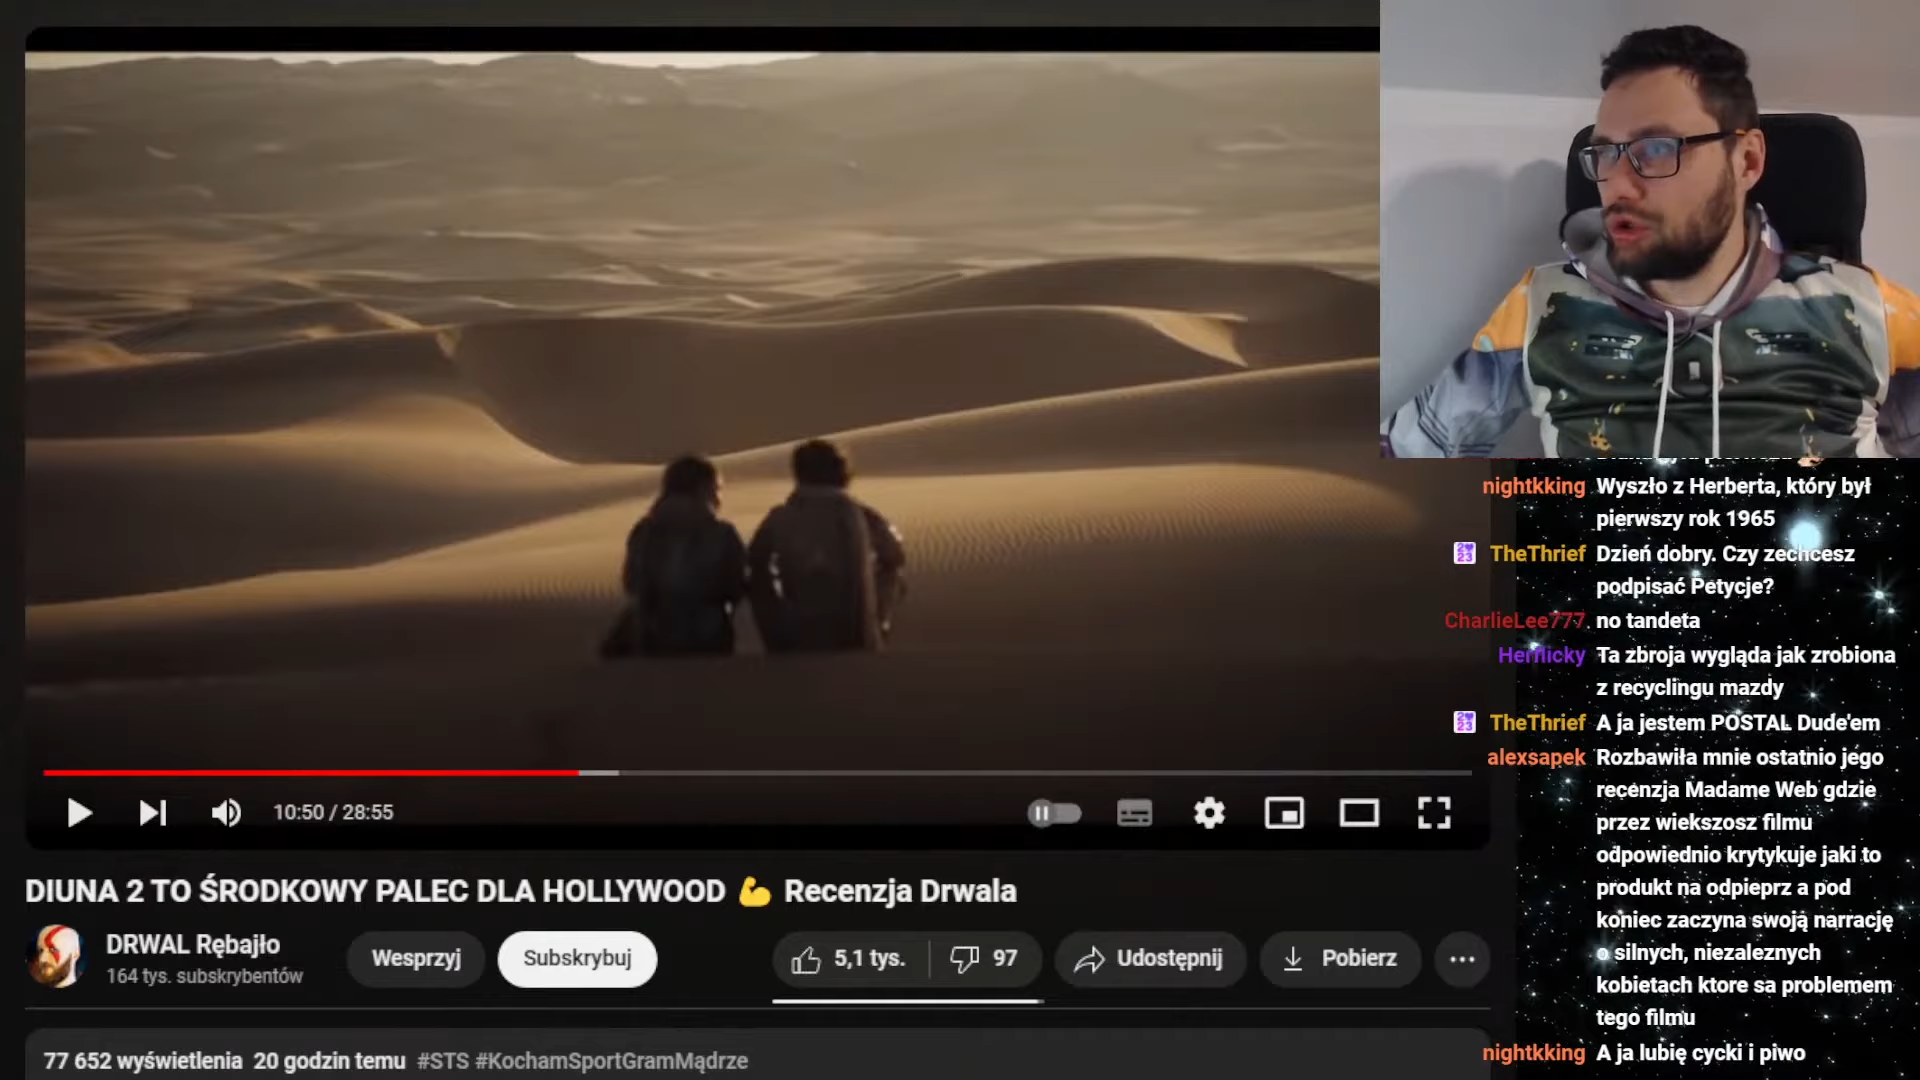 10:50 / 28:55
DIUNA 2 TO ŚRODKOWY PALEC DLA HOLLYWOOD 💪 Recenzja Drwala
DRWAL Rębajło
164 tys. subskrybentów
Wesprzyj
Subskrybuj
5,1 tys.
97
Udostępnij
Pobierz
77 652 wyświetlenia 20 godzin temu #STS #KochamSportGramMądrze
nightkking Wyszło z Herberta, który był
pierwszy rok 1965
TheThrief Dzień dobry. Czy zechcesz
podpisać Petycje?
CharlieLee777 no tandeta
Herflicky Ta zbroja wygląda jak zrobiona
z recyclingu mazdy
TheThrief A ja jestem POSTAL Dude'em
alexsapek Rozbawiła mnie ostatnio jego
recenzja Madame Web gdzie
przez wiekszosz filmu
odpowiednio krytykuje jaki to
produkt na odpieprz a pod
koniec zaczyna swoją narrację
o silnych, niezaleznych
kobietach ktore sa problemem
tego filmu
nightkking A ja lubię cycki i piwo